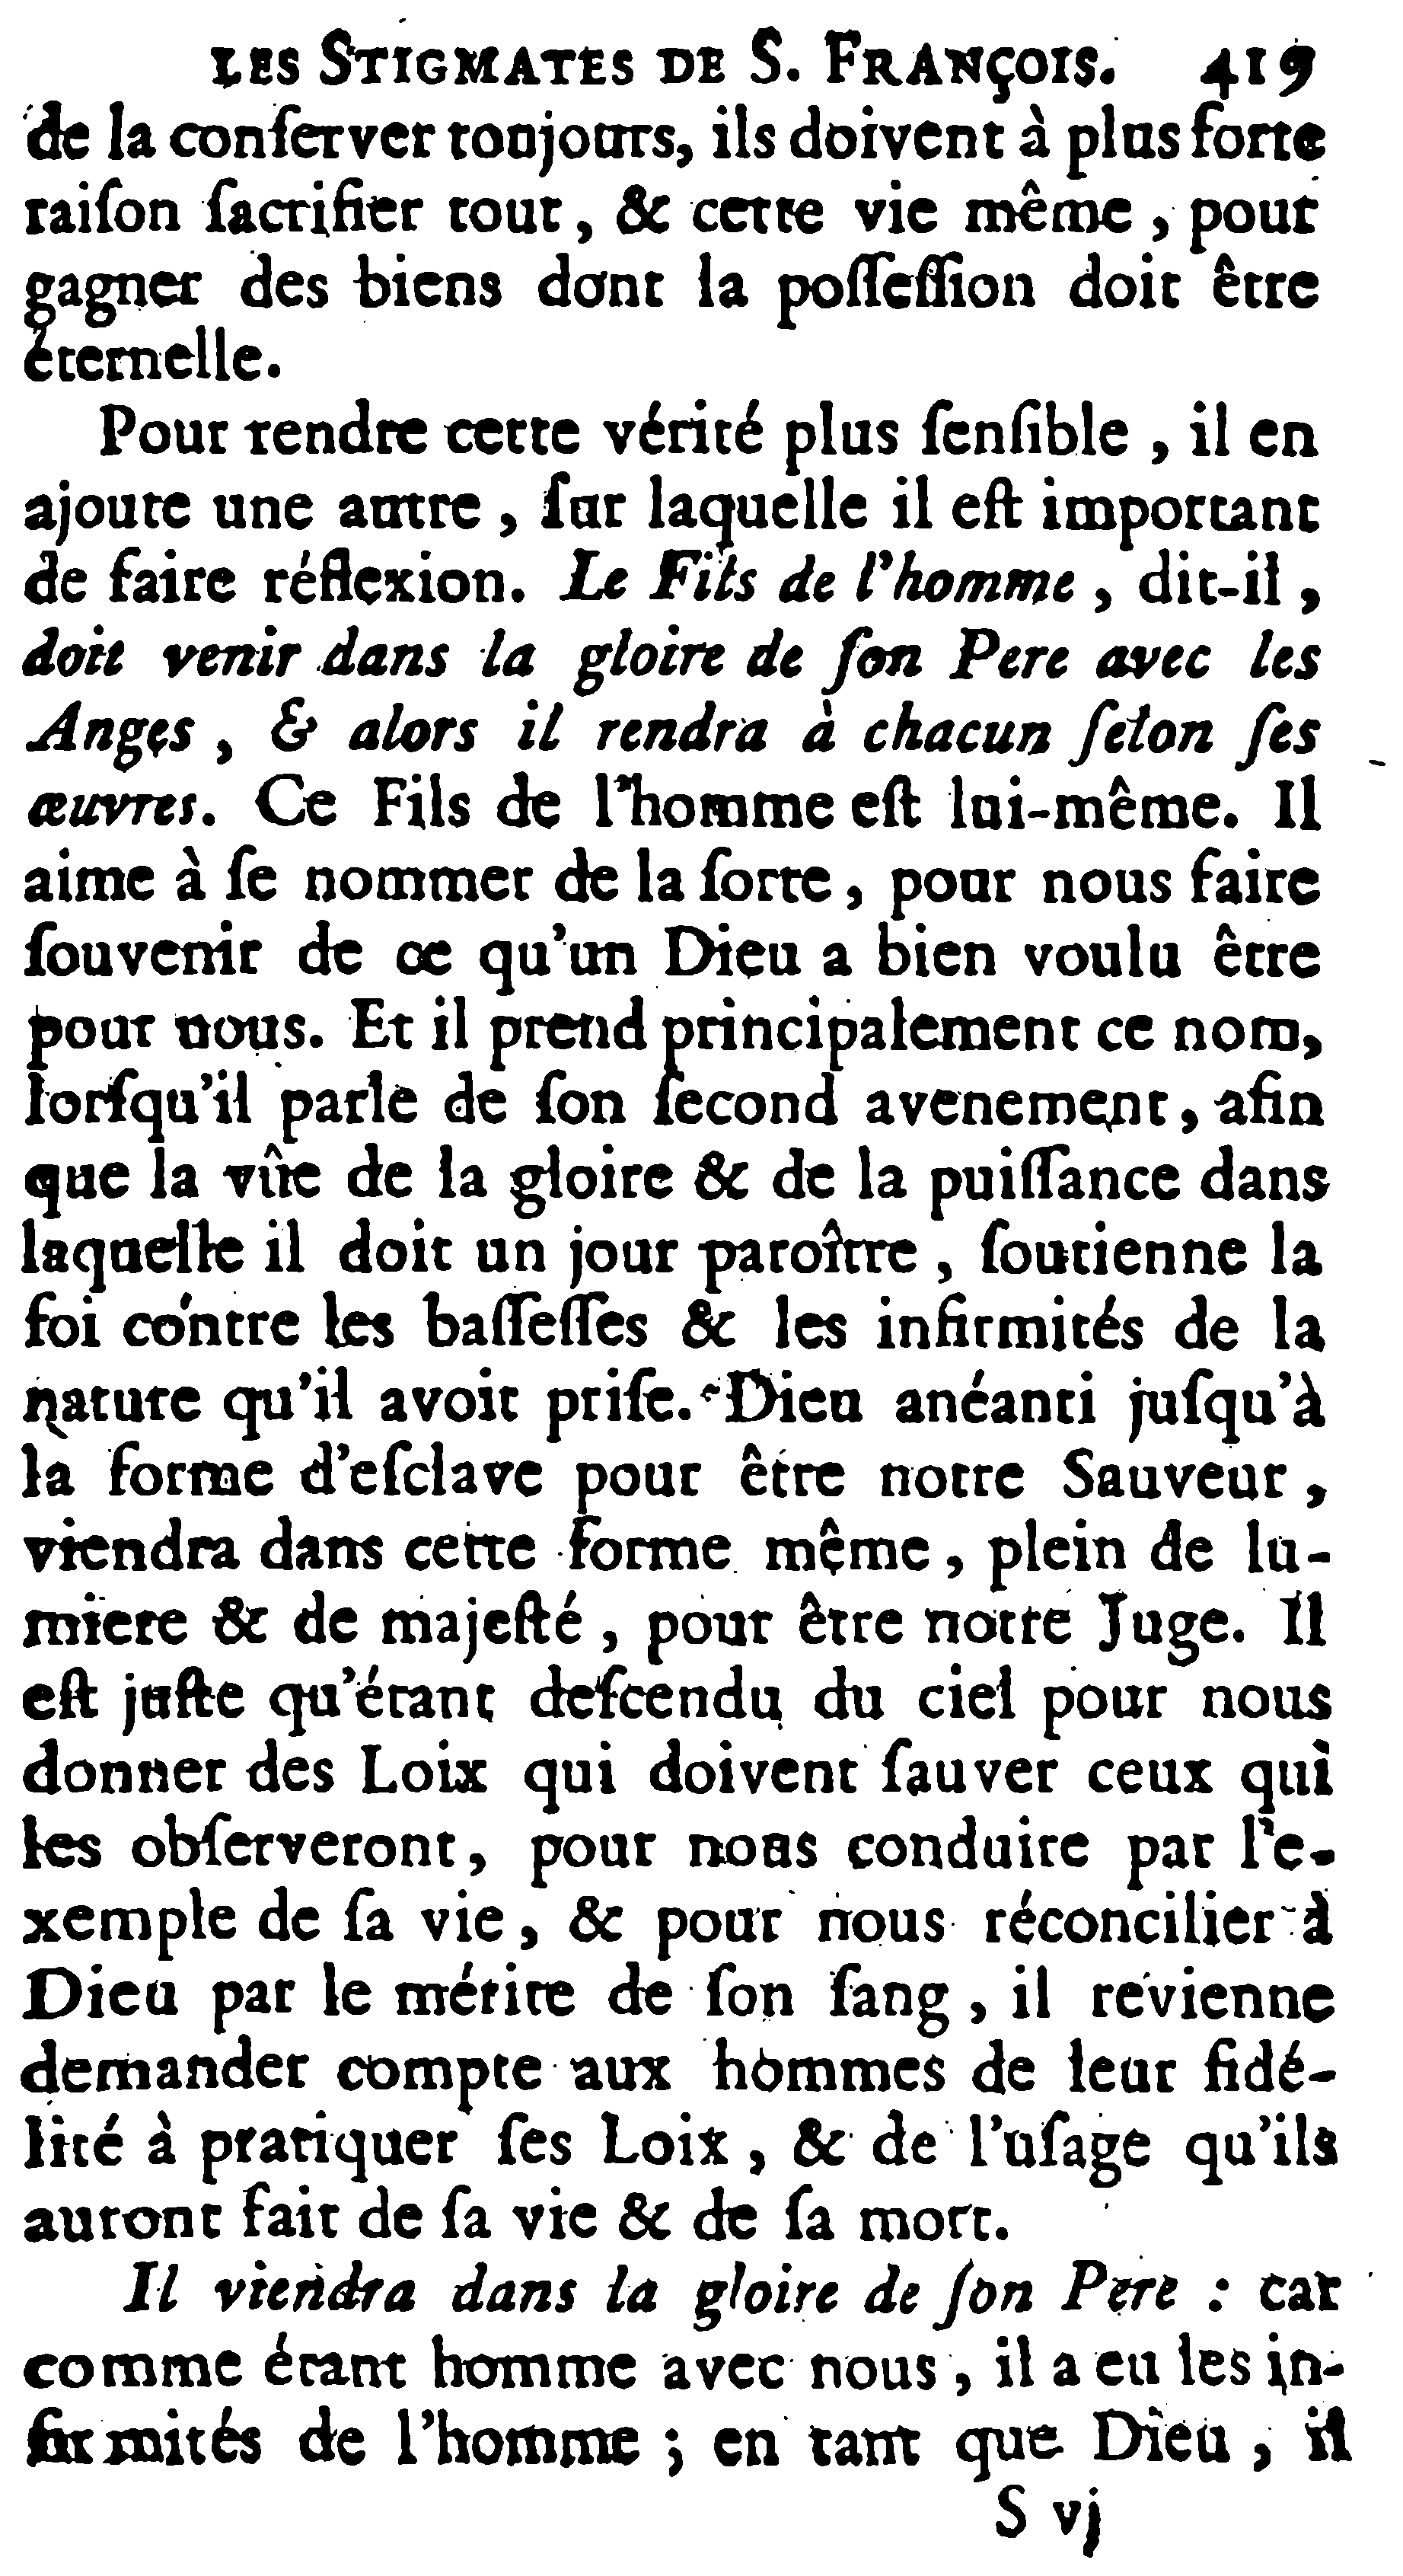 LES STIGMATES DE S. FRANÇOIS. 419
de la conſerver toujours, ils doivent à plus forte
raiſon ſacrifier tout, & cette vie même, pour
gagner des biens dont la poſſeſſion doit être
éternelle.
Pour rendre cette vérité plus ſenſible, il en
ajoute une autre, ſur laquelle il eſt important
de faire réflexion. Le Fils de l'homme, dit-il,
doit venir dans la gloire de ſon Pere avec les
Anges, & alors il rendra à chacun ſelon ſes
œuvres. Ce Fils de l'homme eſt lui-même. Il
aime à ſe nommer de la ſorte, pour nous faire
ſouvenir de ce qu'un Dieu a bien voulu être
pour nous. Et il prend principalement ce nom,
lorſqu'il parle de ſon ſecond avenement, afin
que la vûe de la gloire & de la puiſſance dans
laquelle il doit un jour paroître, ſoutienne la
foi contre les baſſeſſes & les infirmités de la
nature qu'il avoit priſe. Dieu anéanti juſqu'à
la forme d'eſclave pour être notre Sauveur,
viendra dans cette forme même, plein de lu-
miere & de majeſté, pour être notre Juge. Il
eſt juſte qu'étant deſcendu du ciel pour nous
donner des Loix qui doivent ſauver ceux qui
les obſerveront, pour nous conduire par l'e-
xemple de ſa vie, & pour nous réconcilier à
Dieu par le mérite de ſon ſang, il revienne
demander compte aux hommes de leur fidé-
lité à pratiquer ſes Loix, & de l'uſage qu'ils
auront fait de ſa vie & de ſa mort.
Il viendra dans la gloire de ſon Pere : car
comme étant homme avec nous, il a eu les in-
firmités de l'homme ; en tant que Dieu, il
S vj